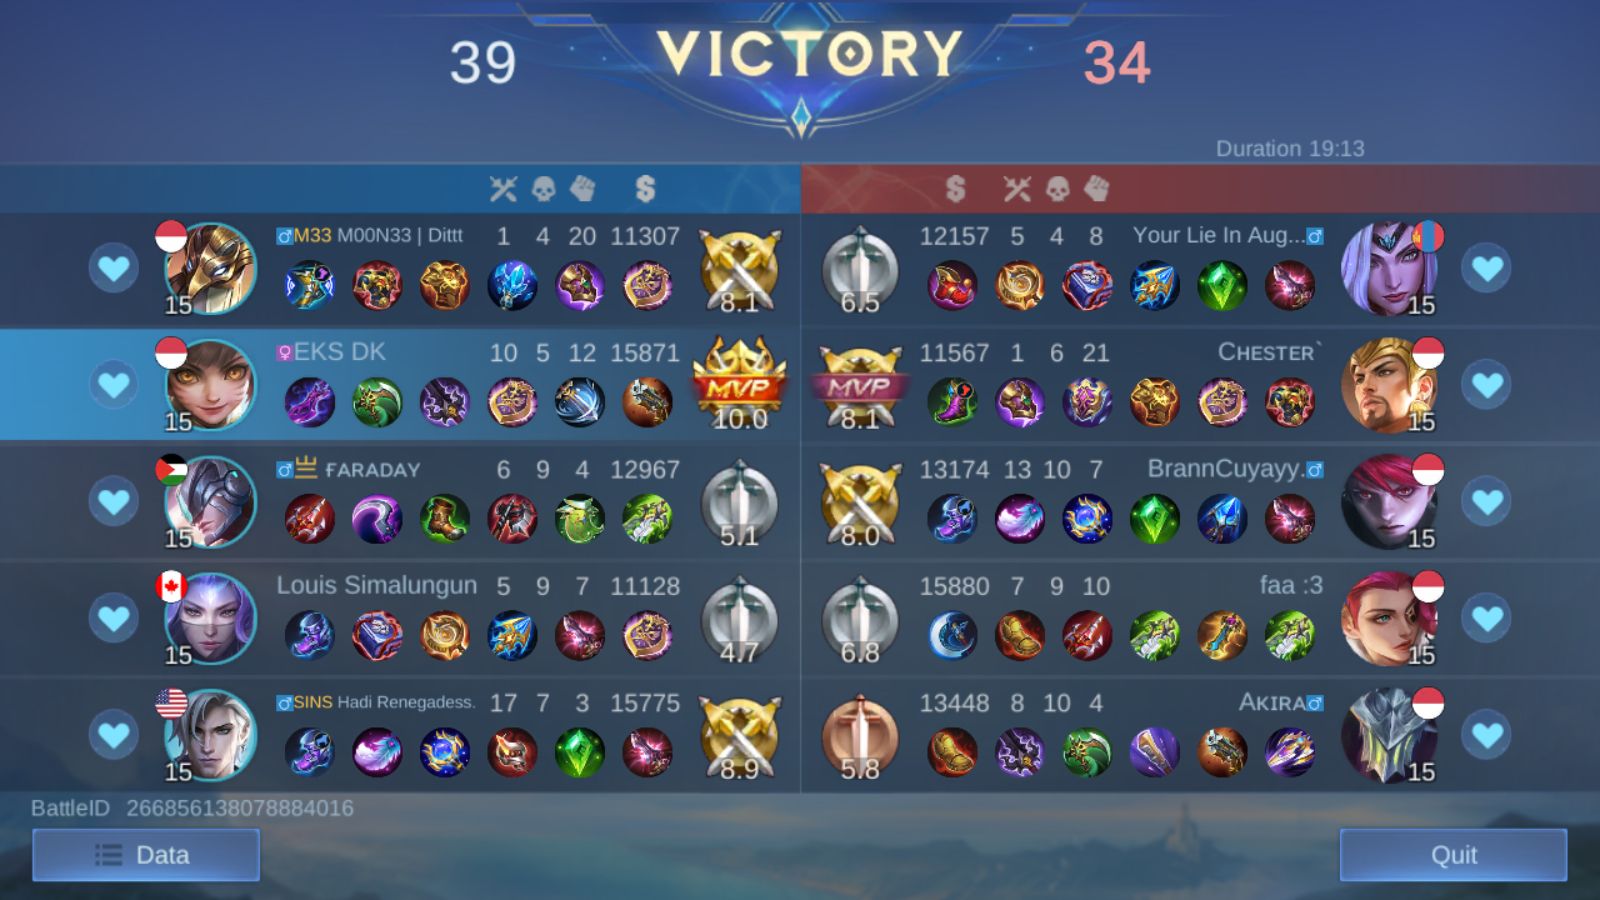 39 VICTORY 34
Duration 19:13
M33 M00N33 | Dittt 1 4 20 11307 8.1 15
6.5 12157 5 4 8 Your Lie In Aug... 15
EKS DK 10 5 12 15871 MVP 10.0 15
MVP 8.1 11567 1 6 21 CHESTER` 15
FARADAY 6 9 4 12967 5.1 15
8.0 13174 13 10 7 BrannCuyayy. 15
Louis Simalungun 5 9 7 11128 4.7 15
6.8 15880 7 9 10 faa :3 15
SINS Hadi Renegadess. 17 7 3 15775 8.9 15
5.8 13448 8 10 4 AKIRA 15
BattleID 266856138078884016
Data
Quit